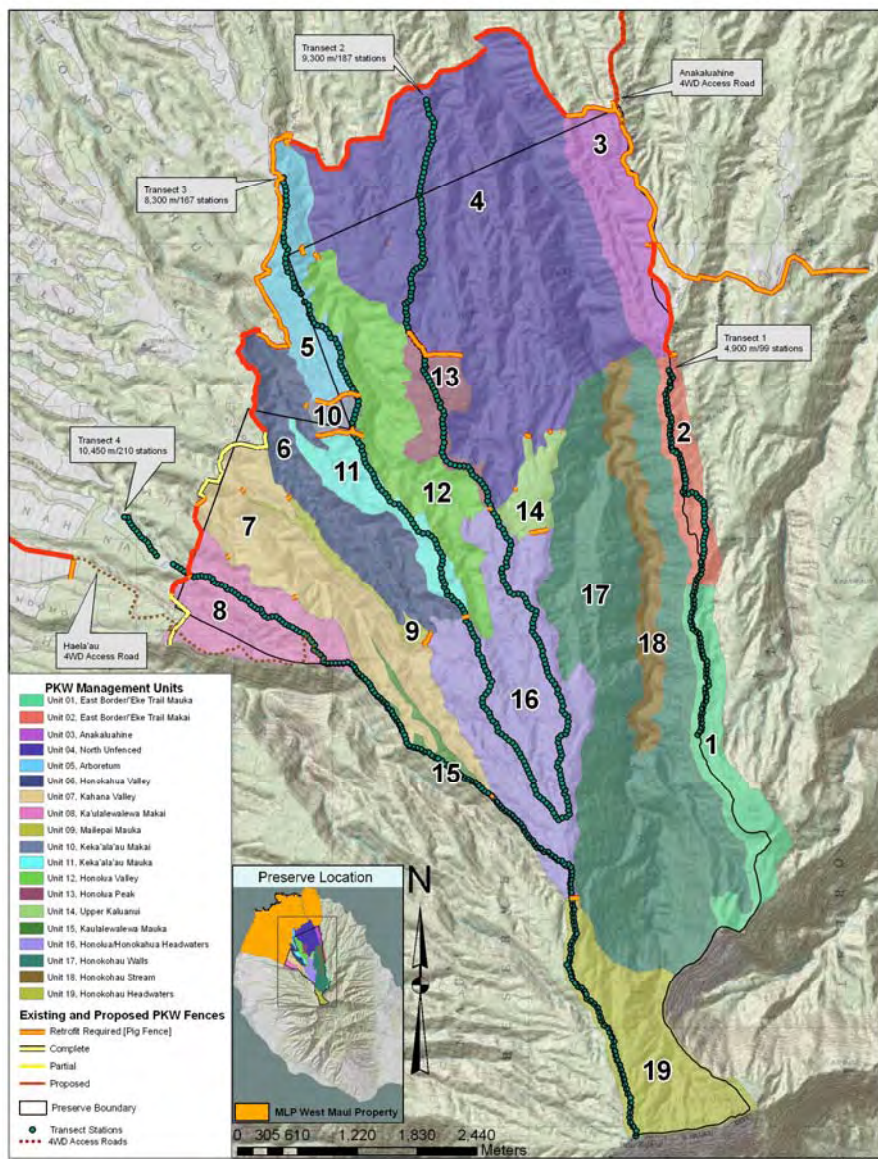 Transect 2
9,300 m/187 stations
Anakaluahine
4WD Access Road
3
4
Transect 3
8,300 m/167 stations
Transect 1
4,900 m/99 stations
5
13
10
2
Transect 4
10,450 m/210 stations
6
11
12
14
7
17
8
9
18
Haela'au
4WD Access Road
16
1
15
19
PKW Management Units
Unit 01, East Border/'Eke Trail Mauka
Unit 02, East Border/'Eke Trail Makai
Unit 03, Anakaluahine
Unit 04, North Unfenced
Unit 05, Arboretum
Unit 06, Honokahua Valley
Unit 07, Kahana Valley
Unit 08, Ka'ulalewalewa Makai
Unit 09, Mailepai Mauka
Unit 10, Keka'ala'au Makai
Unit 11, Keka'ala'au Mauka
Unit 12, Honolua Valley
Unit 13, Honolua Peak
Unit 14, Upper Kaluanui
Unit 15, Kaulalewalewa Mauka
Unit 16, Honolua/Honokahua Headwaters
Unit 17, Honokohau Walls
Unit 18, Honokohau Stream
Unit 19, Honokohau Headwaters
Existing and Proposed PKW Fences
Retrofit Required [Pig Fence]
Complete
Partial
Proposed
Preserve Boundary
Transect Stations
4WD Access Roads
Preserve Location
MLP West Maui Property
N
0 305 610 1,220 1,830 2,440
Meters